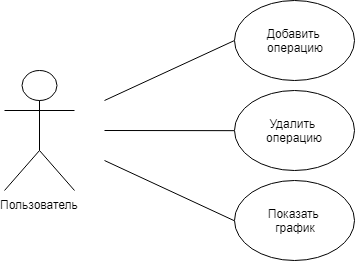 Добавить
операцию
Удалить
операцию
Пользователь
Показать
график